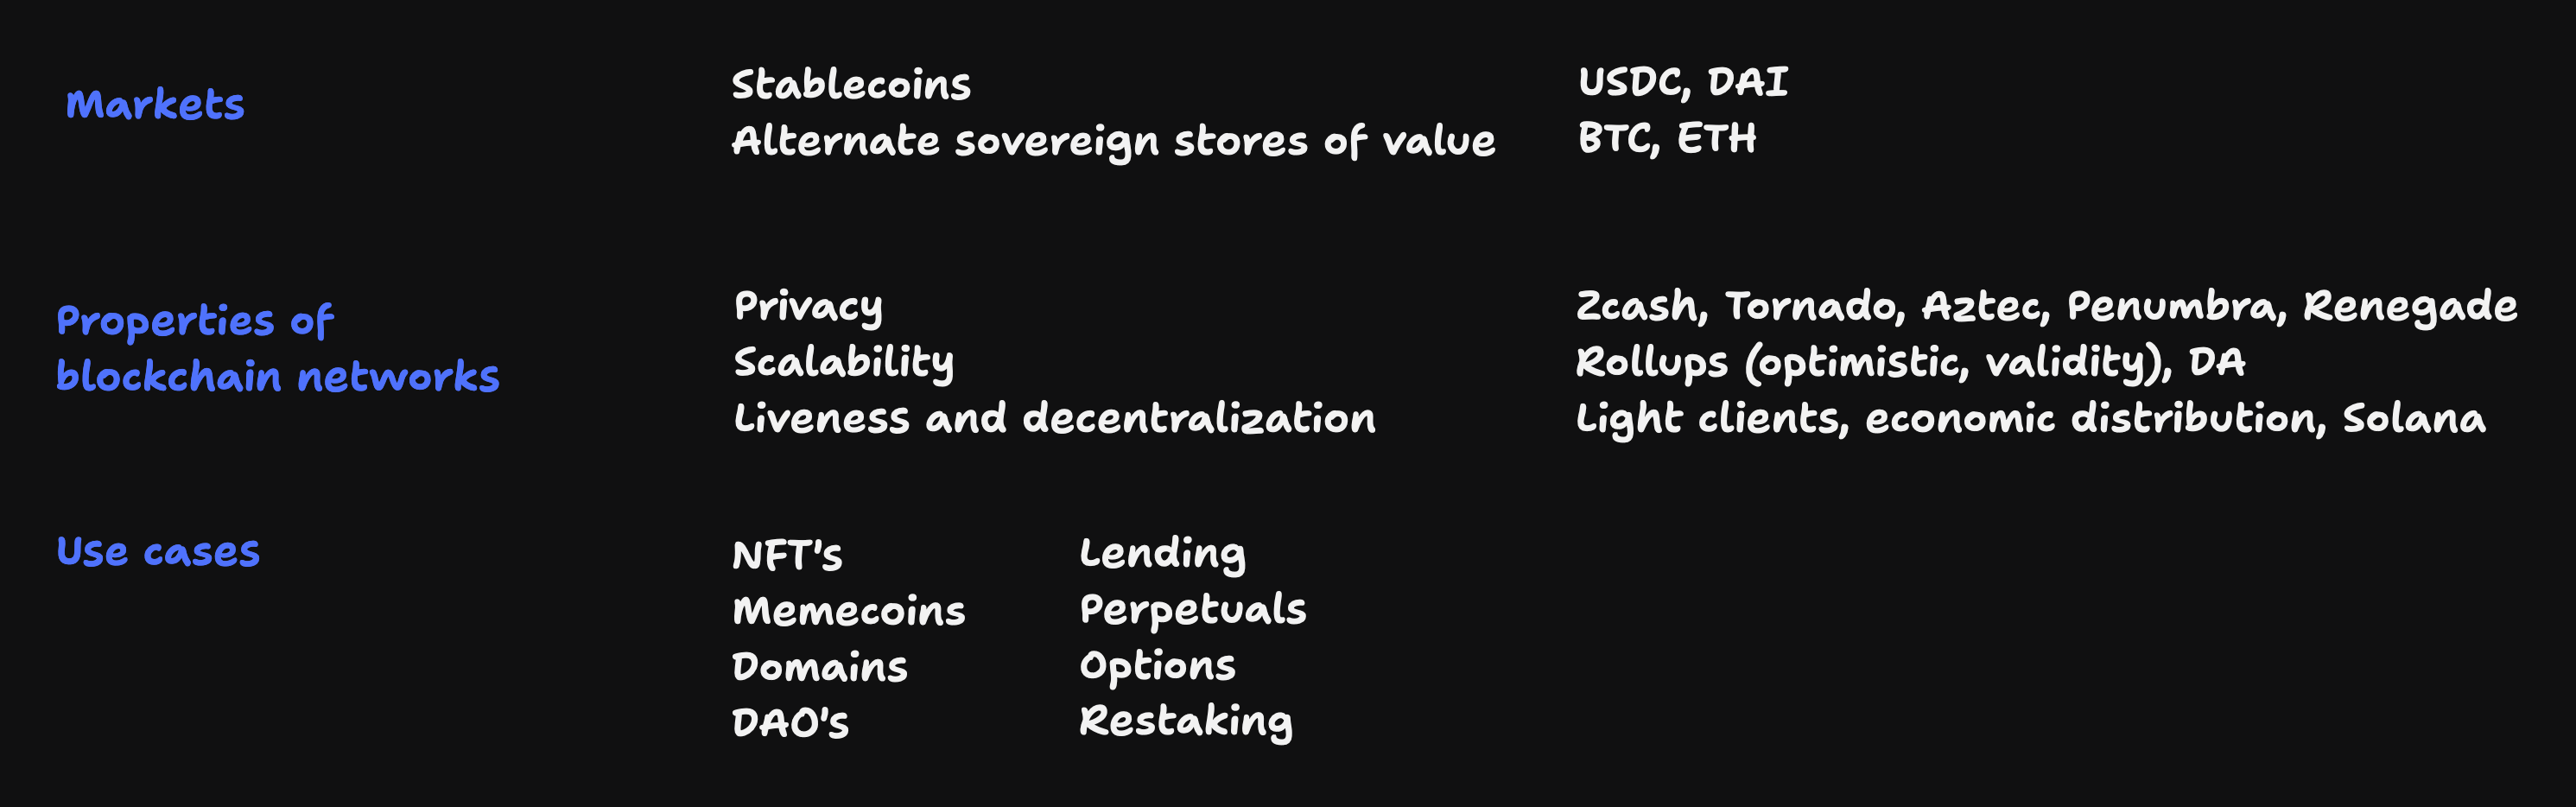 Markets
Stablecoins
USDC, DAI
Alternate sovereign stores of value
BTC, ETH
Properties of
blockchain networks
Privacy
Zcash, Tornado, Aztec, Penumbra, Renegade
Scalability
Rollups (optimistic, validity), DA
Liveness and decentralization
Light clients, economic distribution, Solana
Use cases
NFT's
Memecoins
Domains
DAO's
Lending
Perpetuals
Options
Restaking